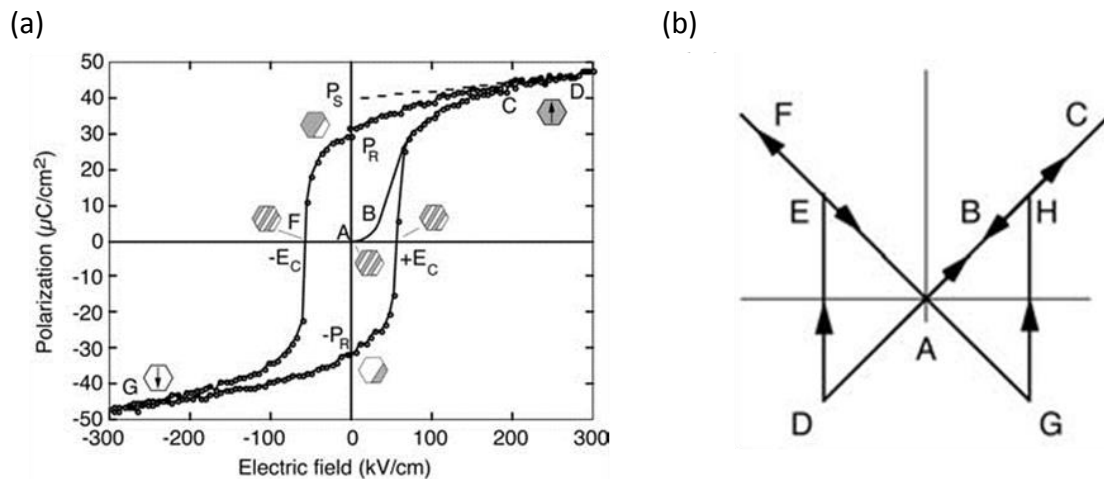 (a)
(b)
Polarization (µC/cm²)
50
40
30
20
10
0
-10
-20
-30
-40
-50
P_S
P_R
C
D
F
A
B
-E_C
+E_C
-P_R
G
-300
-200
-100
0
100
200
300
Electric field (kV/cm)
F
C
E
B
H
A
D
G